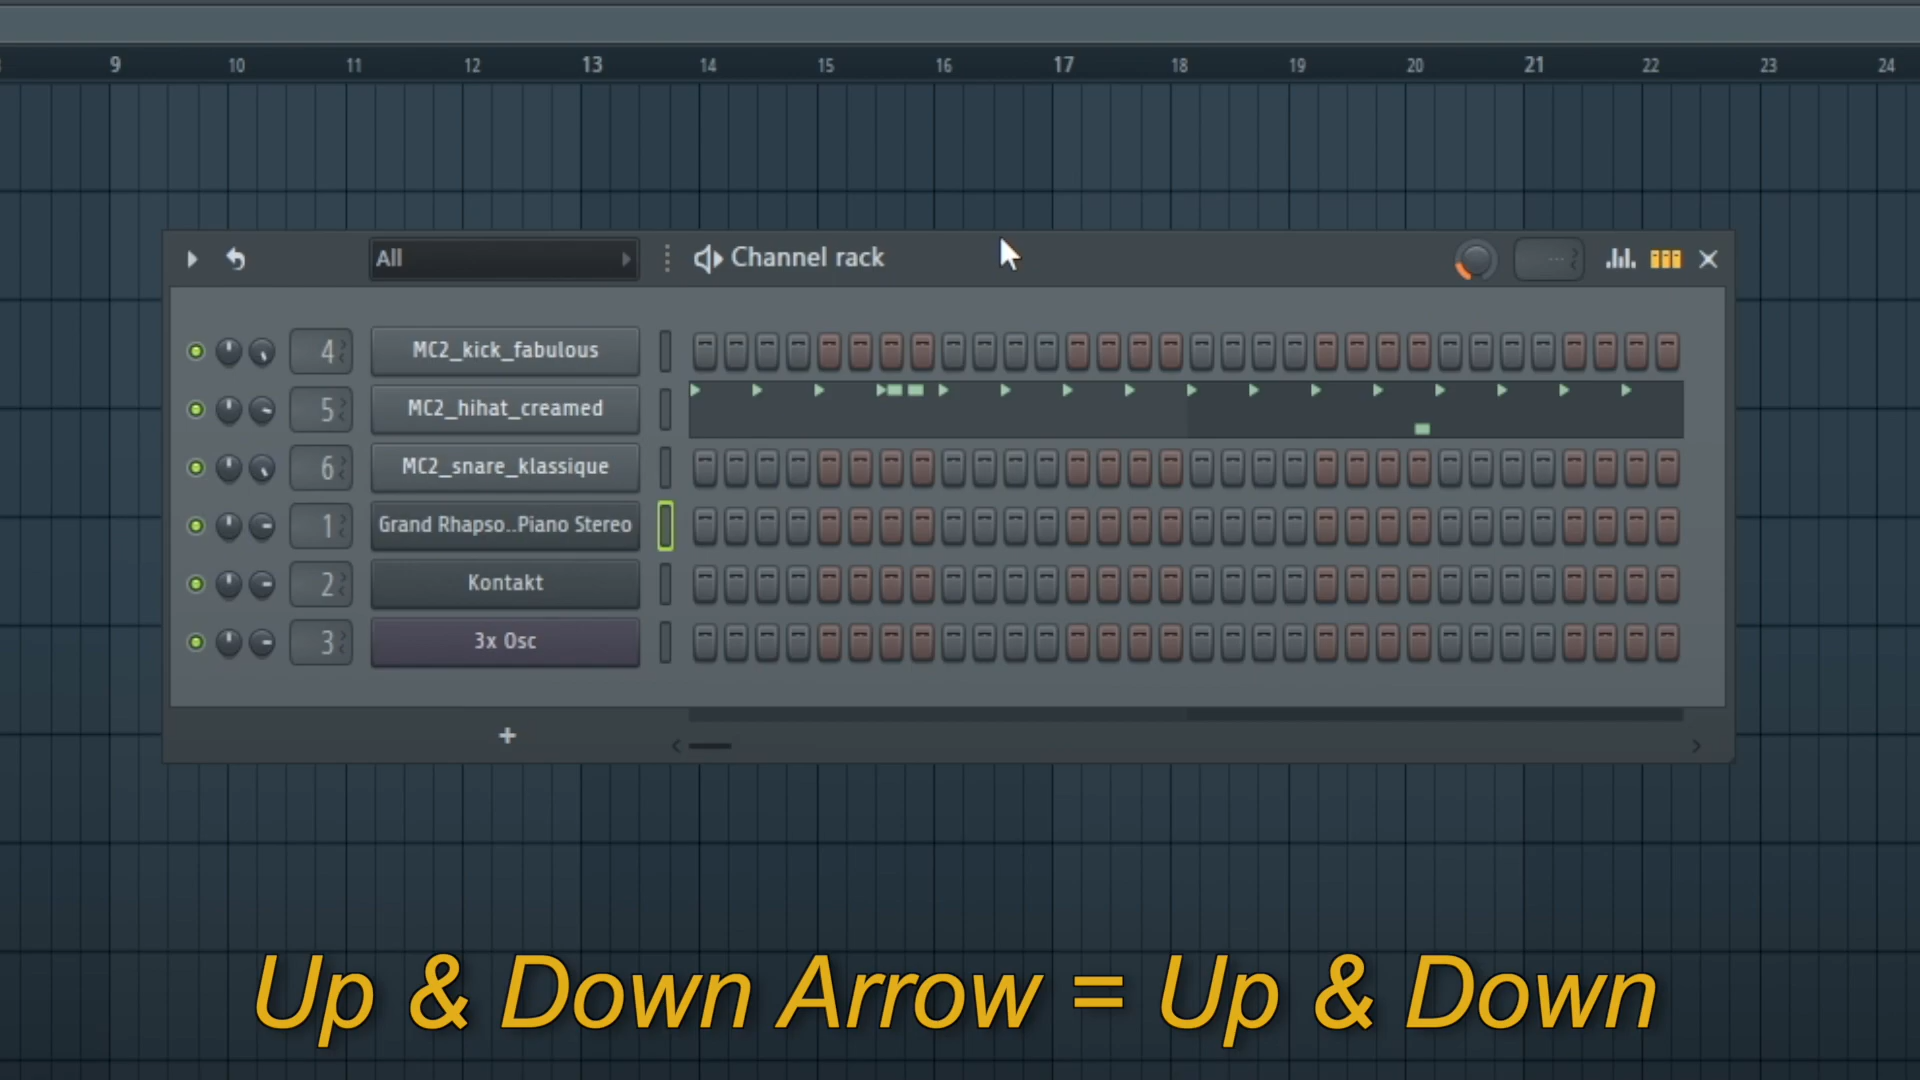 9 10 11 12 13 14 15 16 17 18 19 20 21 22 23 24
All Channel rack ---
4 MC2_kick_fabulous
5 MC2_hihat_creamed
6 MC2_snare_klassique
1 Grand Rhapso..Piano Stereo
2 Kontakt
3 3x Osc
+
Up & Down Arrow = Up & Down